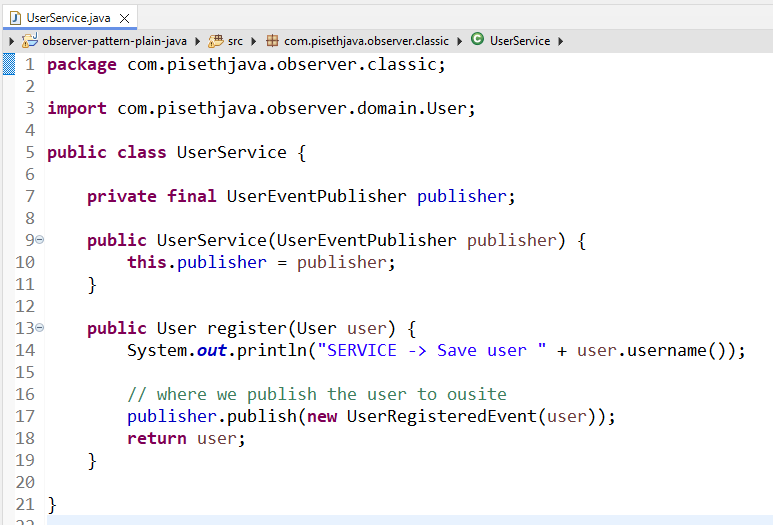 UserService.java
observer-pattern-plain-java src com.pisethjava.observer.classic UserService
1 package com.pisethjava.observer.classic;
2
3 import com.pisethjava.observer.domain.User;
4
5 public class UserService {
6
7 private final UserEventPublisher publisher;
8
9 public UserService(UserEventPublisher publisher) {
10 this.publisher = publisher;
11 }
12
13 public User register(User user) {
14 System.out.println("SERVICE -> Save user " + user.username());
15
16 // where we publish the user to ousite
17 publisher.publish(new UserRegisteredEvent(user));
18 return user;
19 }
20
21 }